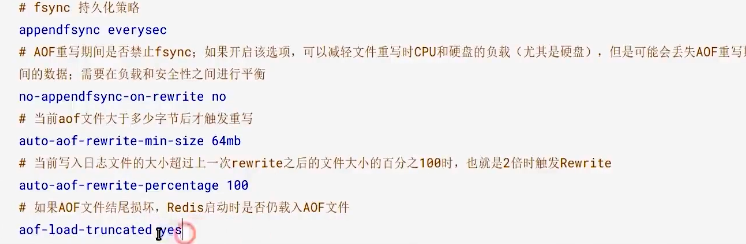 # fsync 持久化策略
appendfsync everysec
# AOF重写期间是否禁止fsync；如果开启该选项，可以减轻文件重写时CPU和硬盘的负载（尤其是硬盘），但是可能会丢失AOF重写期
间的数据；需要在负载和安全性之间进行平衡
no-appendfsync-on-rewrite no
# 当前aof文件大于多少字节后才触发重写
auto-aof-rewrite-min-size 64mb
# 当前写入日志文件的大小超过上一次rewrite之后的文件大小的百分之100时，也就是2倍时触发Rewrite
auto-aof-rewrite-percentage 100
# 如果AOF文件结尾损坏，Redis启动时是否仍载入AOF文件
aof-load-truncated yes